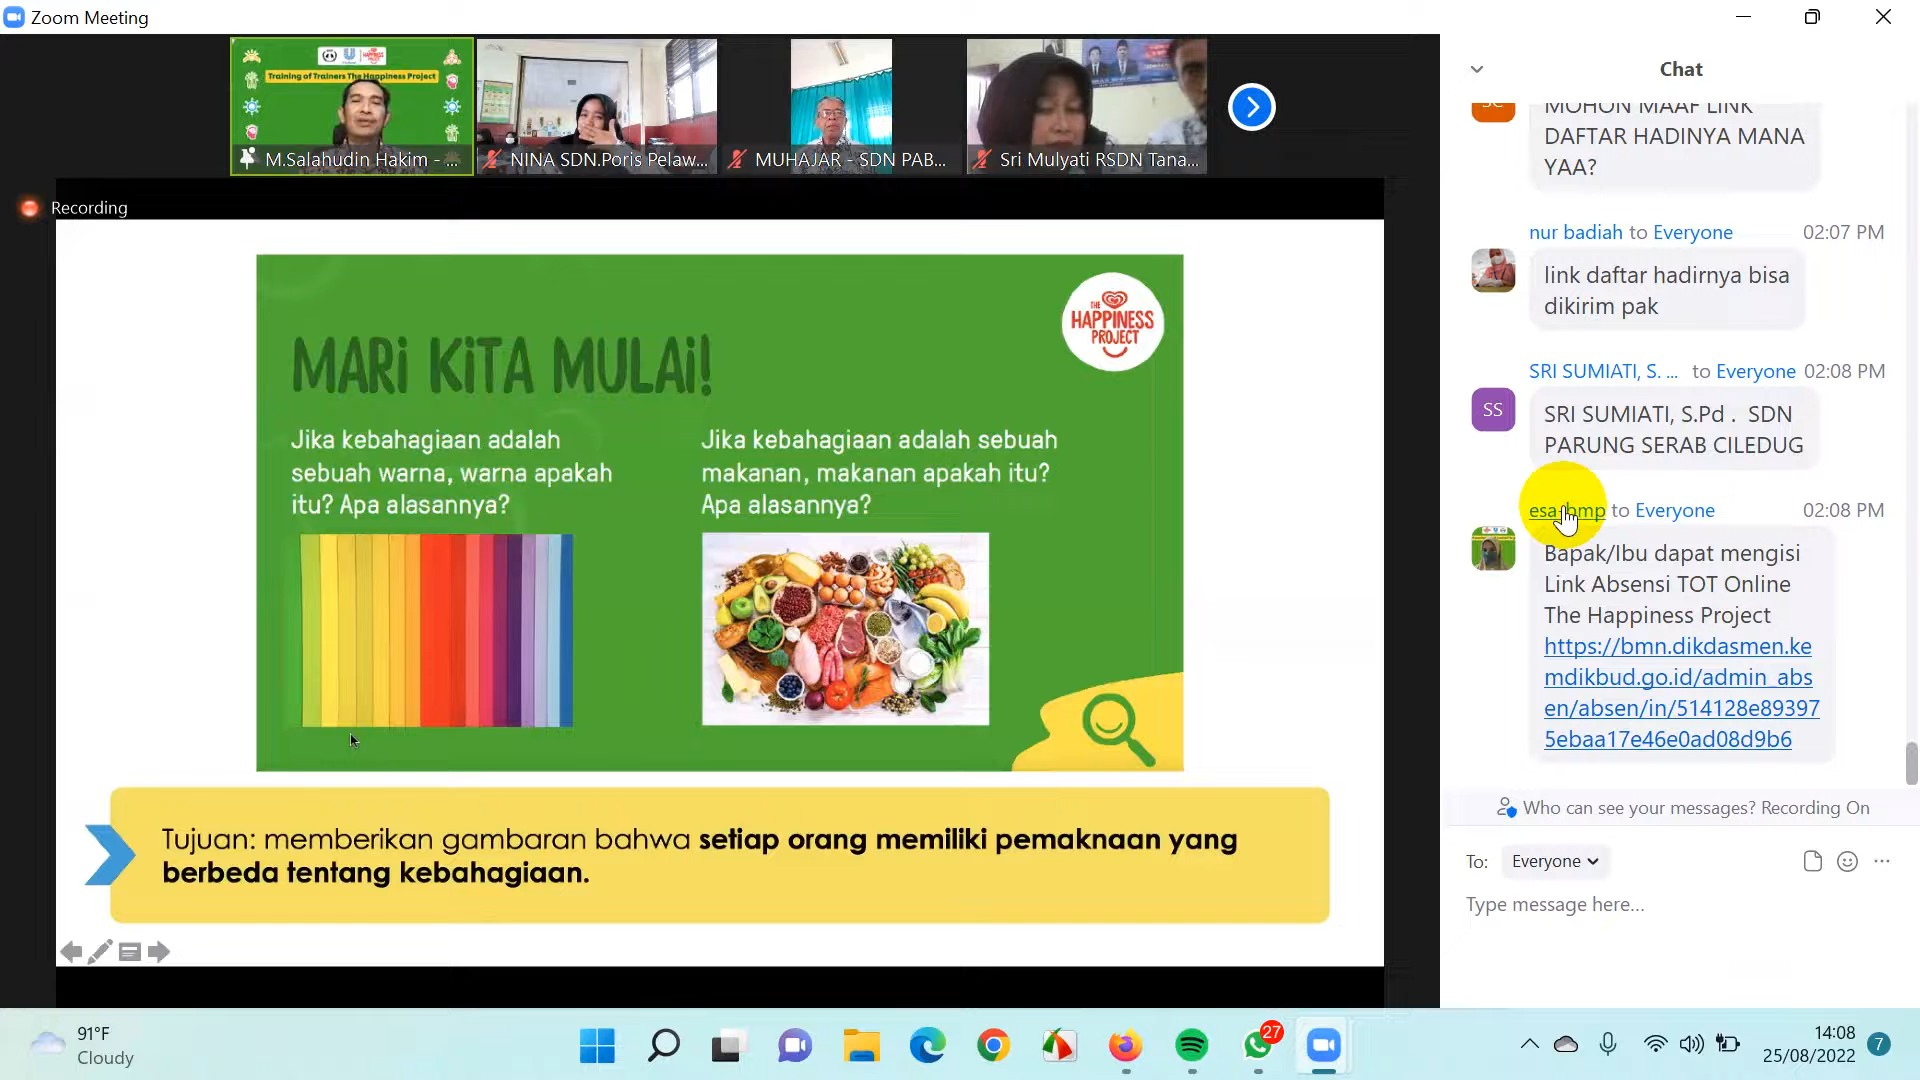 Zoom Meeting
Training of Trainers The Happiness Project
M.Salahudin Hakim - ...
NINA SDN.Poris Pelaw...
MUHAJAR - SDN PAB...
Sri Mulyati RSDN Tana...
Recording
THE
HAPPINESS
PROJECT
MARi KiTA MULAi!
Jika kebahagiaan adalah
sebuah warna, warna apakah
itu? Apa alasannya?
Jika kebahagiaan adalah sebuah
makanan, makanan apakah itu?
Apa alasannya?
Tujuan: memberikan gambaran bahwa setiap orang memiliki pemaknaan yang
berbeda tentang kebahagiaan.
Chat
MOHON MAAF LINK
DAFTAR HADINYA MANA
YAA?
nur badiah to Everyone 02:07 PM
link daftar hadirnya bisa
dikirim pak
SRI SUMIATI, S. ... to Everyone 02:08 PM
SS
SRI SUMIATI, S.Pd . SDN
PARUNG SERAB CILEDUG
esa-bmp to Everyone 02:08 PM
Bapak/Ibu dapat mengisi
Link Absensi TOT Online
The Happiness Project
https://bmn.dikdasmen.ke
mdikbud.go.id/admin_abs
en/absen/in/514128e89397
5ebaa17e46e0ad08d9b6
Who can see your messages? Recording On
To: Everyone
Type message here...
91°F
Cloudy
27
14:08
25/08/2022
7